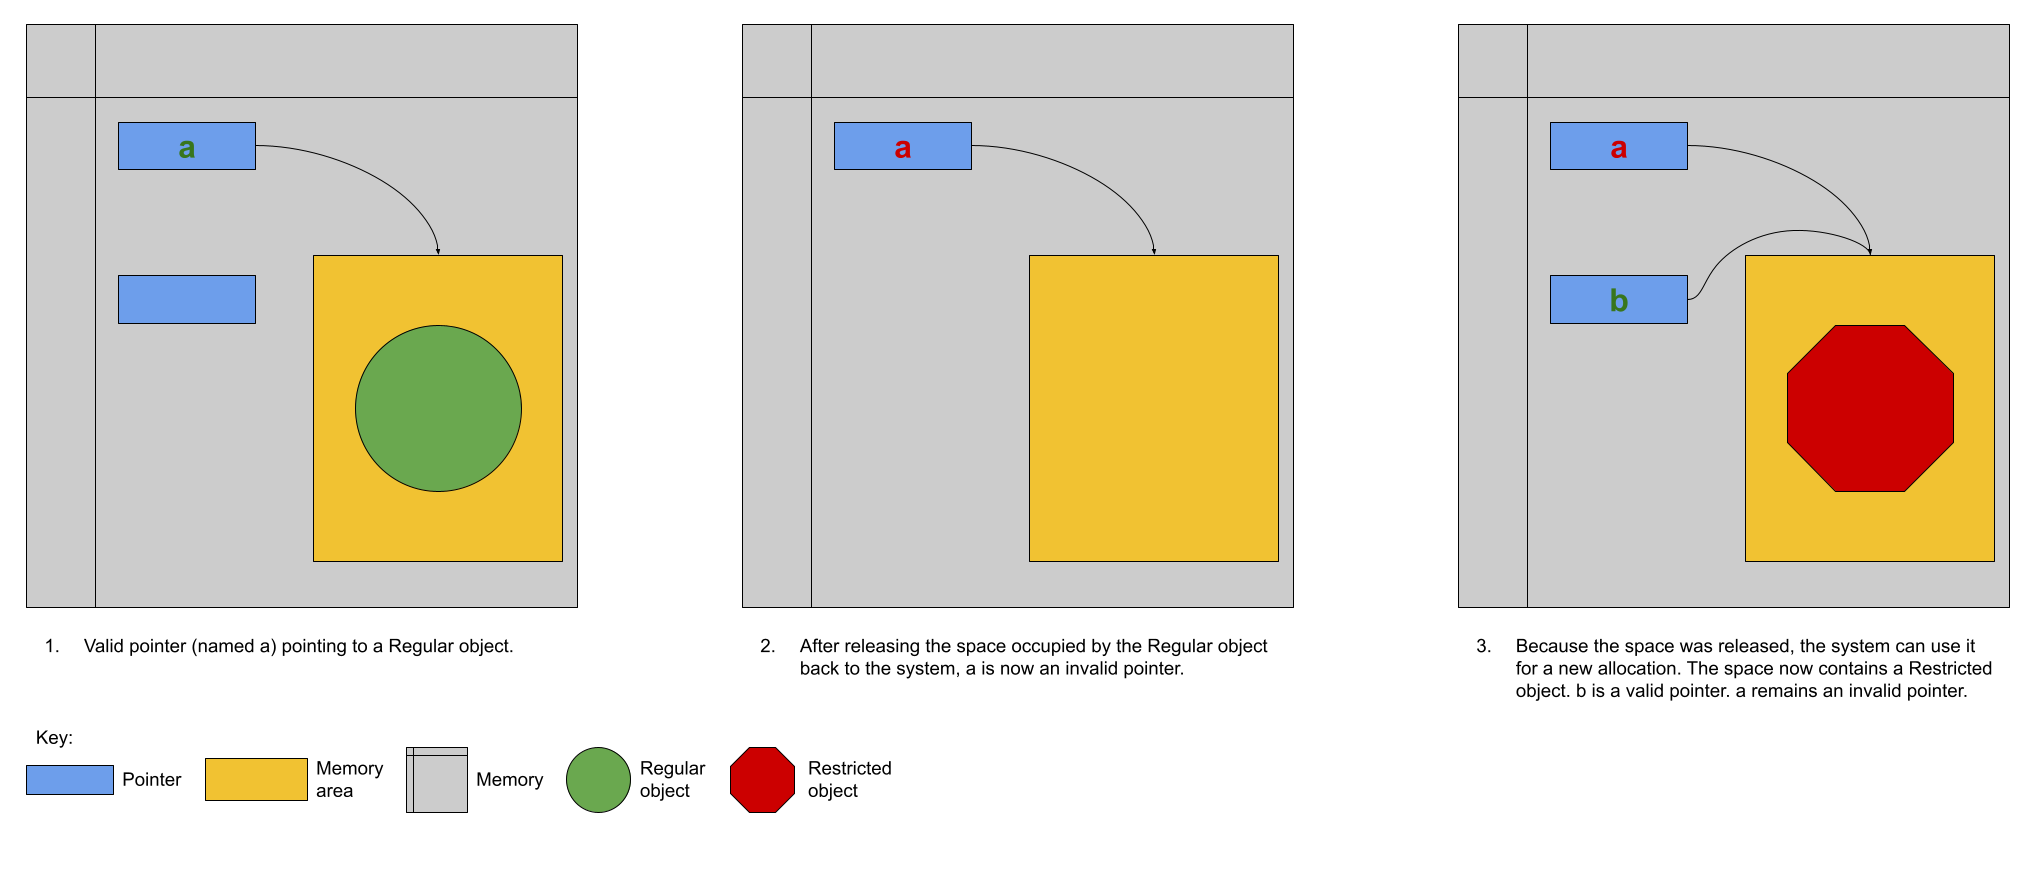 a
a
a
b
1. Valid pointer (named a) pointing to a Regular object.
2. After releasing the space occupied by the Regular object
back to the system, a is now an invalid pointer.
3. Because the space was released, the system can use it
for a new allocation. The space now contains a Restricted
object. b is a valid pointer. a remains an invalid pointer.
Key:
Pointer
Memory
area
Memory
Regular
object
Restricted
object